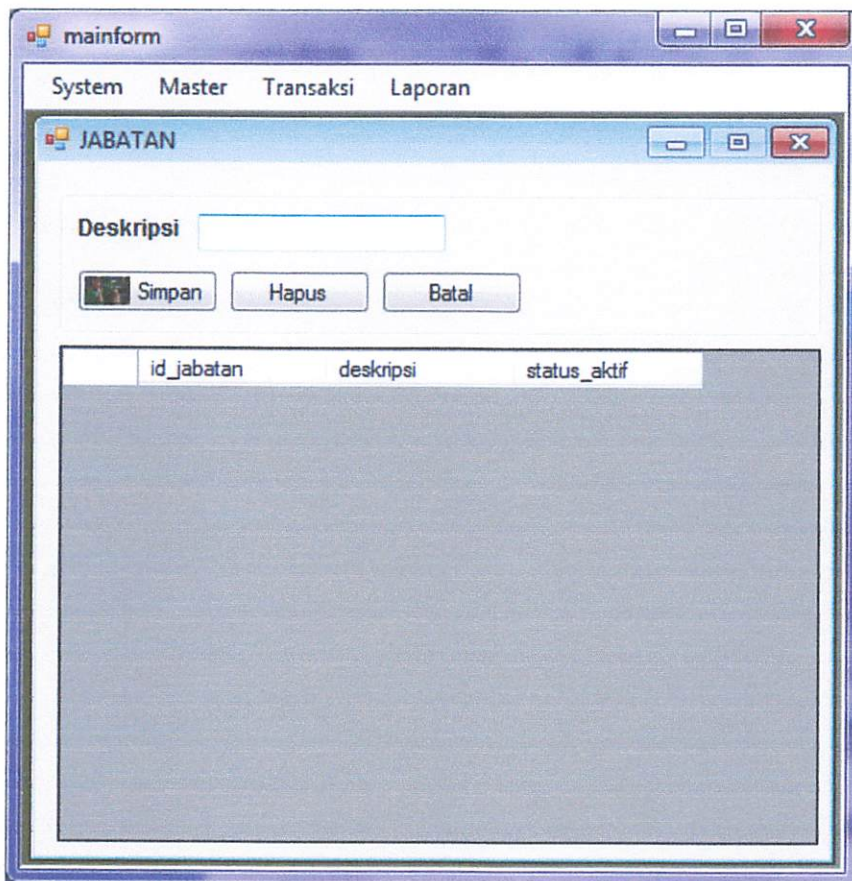 mainform
System Master Transaksi Laporan
JABATAN
Deskripsi
Simpan Hapus Batal
id_jabatan deskripsi status_aktif